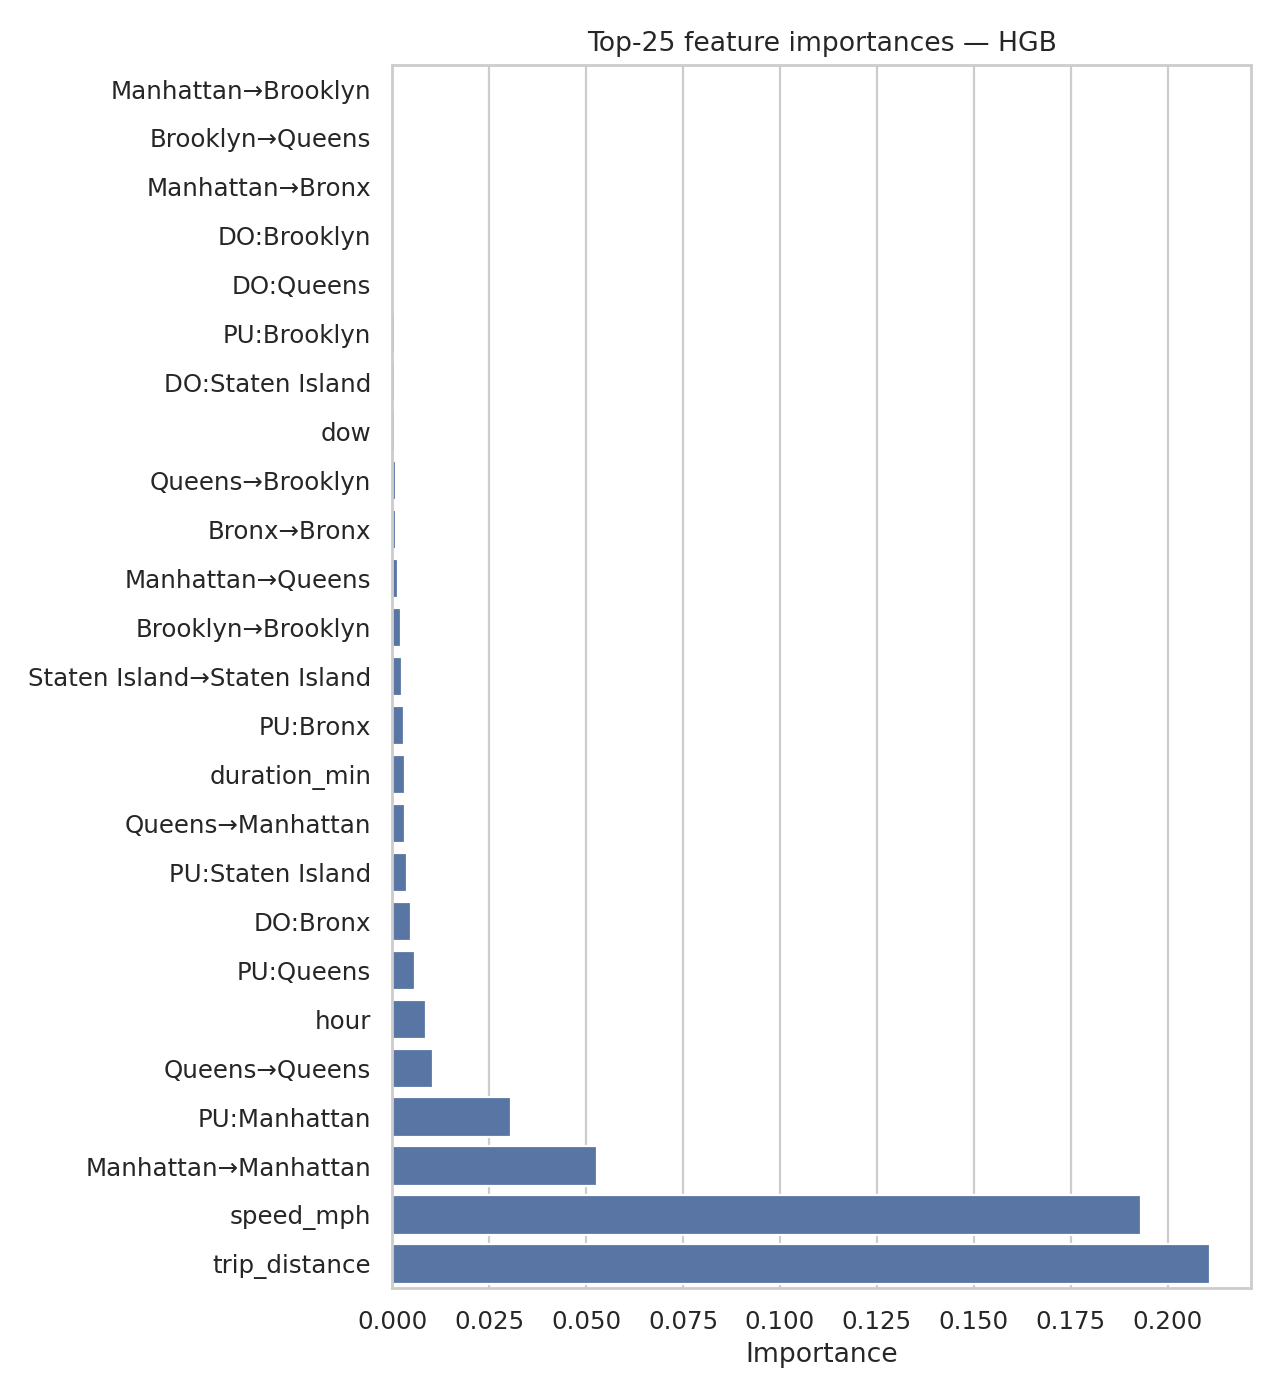 Top-25 feature importances — HGB
Manhattan→Brooklyn
Brooklyn→Queens
Manhattan→Bronx
DO:Brooklyn
DO:Queens
PU:Brooklyn
DO:Staten Island
dow
Queens→Brooklyn
Bronx→Bronx
Manhattan→Queens
Brooklyn→Brooklyn
Staten Island→Staten Island
PU:Bronx
duration_min
Queens→Manhattan
PU:Staten Island
DO:Bronx
PU:Queens
hour
Queens→Queens
PU:Manhattan
Manhattan→Manhattan
speed_mph
trip_distance
0.000 0.025 0.050 0.075 0.100 0.125 0.150 0.175 0.200
Importance